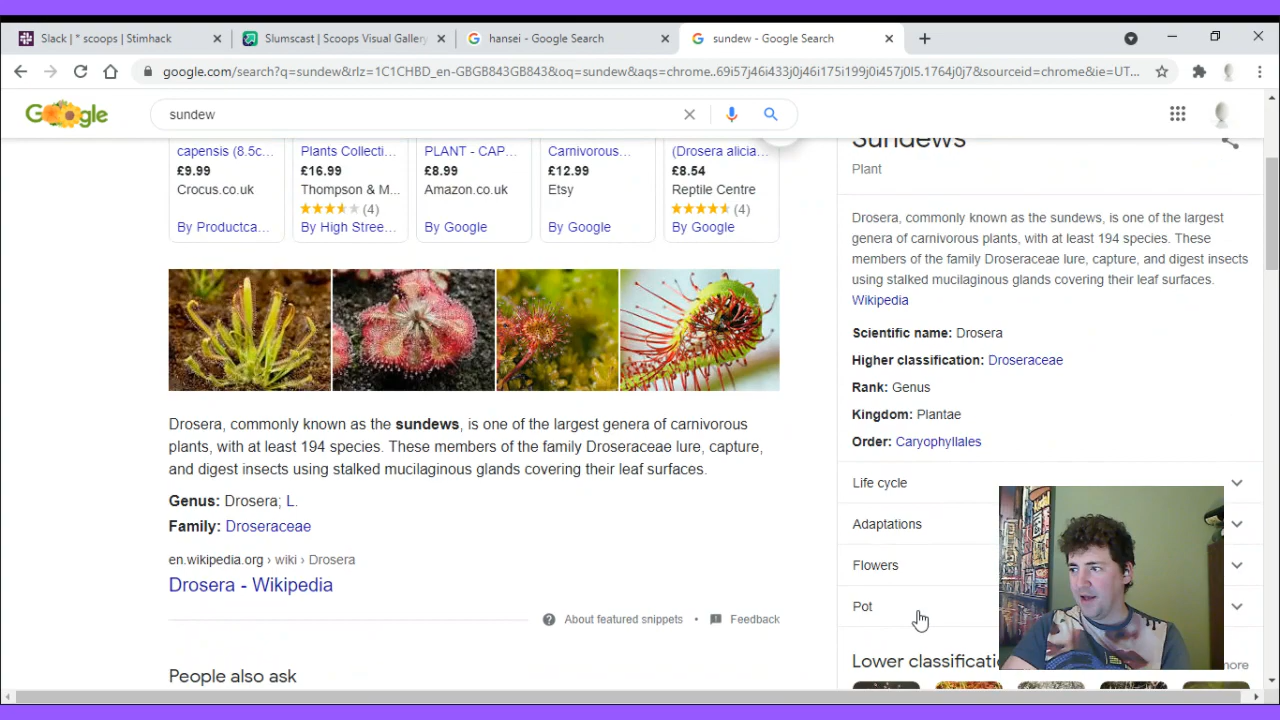 Slack | * scoops | Stimhack
Slumscast | Scoops Visual Gallery
hansei - Google Search
sundew - Google Search
google.com/search?q=sundew&rlz=1C1CHBD_en-GBGB843GB843&oq=sundew&aqs=chrome..69i57j46i433j0j46i175i199j0i457j0l5.1764j0j7&sourceid=chrome&ie=UT...
Google
sundew
capensis (8.5c...
Plants Collecti...
PLANT - CAP...
Carnivorous...
(Drosera alicia...
£9.99
£16.99
£8.99
£12.99
£8.54
Crocus.co.uk
Thompson & M...
Amazon.co.uk
Etsy
Reptile Centre
(4)
(4)
By Productca...
By High Stree...
By Google
By Google
By Google
Drosera, commonly known as the sundews, is one of the largest genera of carnivorous
plants, with at least 194 species. These members of the family Droseraceae lure, capture,
and digest insects using stalked mucilaginous glands covering their leaf surfaces.
Genus: Drosera; L.
Family: Droseraceae
en.wikipedia.org › wiki › Drosera
Drosera - Wikipedia
About featured snippets • Feedback
People also ask
Sundews
Plant
Drosera, commonly known as the sundews, is one of the largest
genera of carnivorous plants, with at least 194 species. These
members of the family Droseraceae lure, capture, and digest insects
using stalked mucilaginous glands covering their leaf surfaces.
Wikipedia
Scientific name: Drosera
Higher classification: Droseraceae
Rank: Genus
Kingdom: Plantae
Order: Caryophyllales
Life cycle
Adaptations
Flowers
Pot
Lower classificati
more